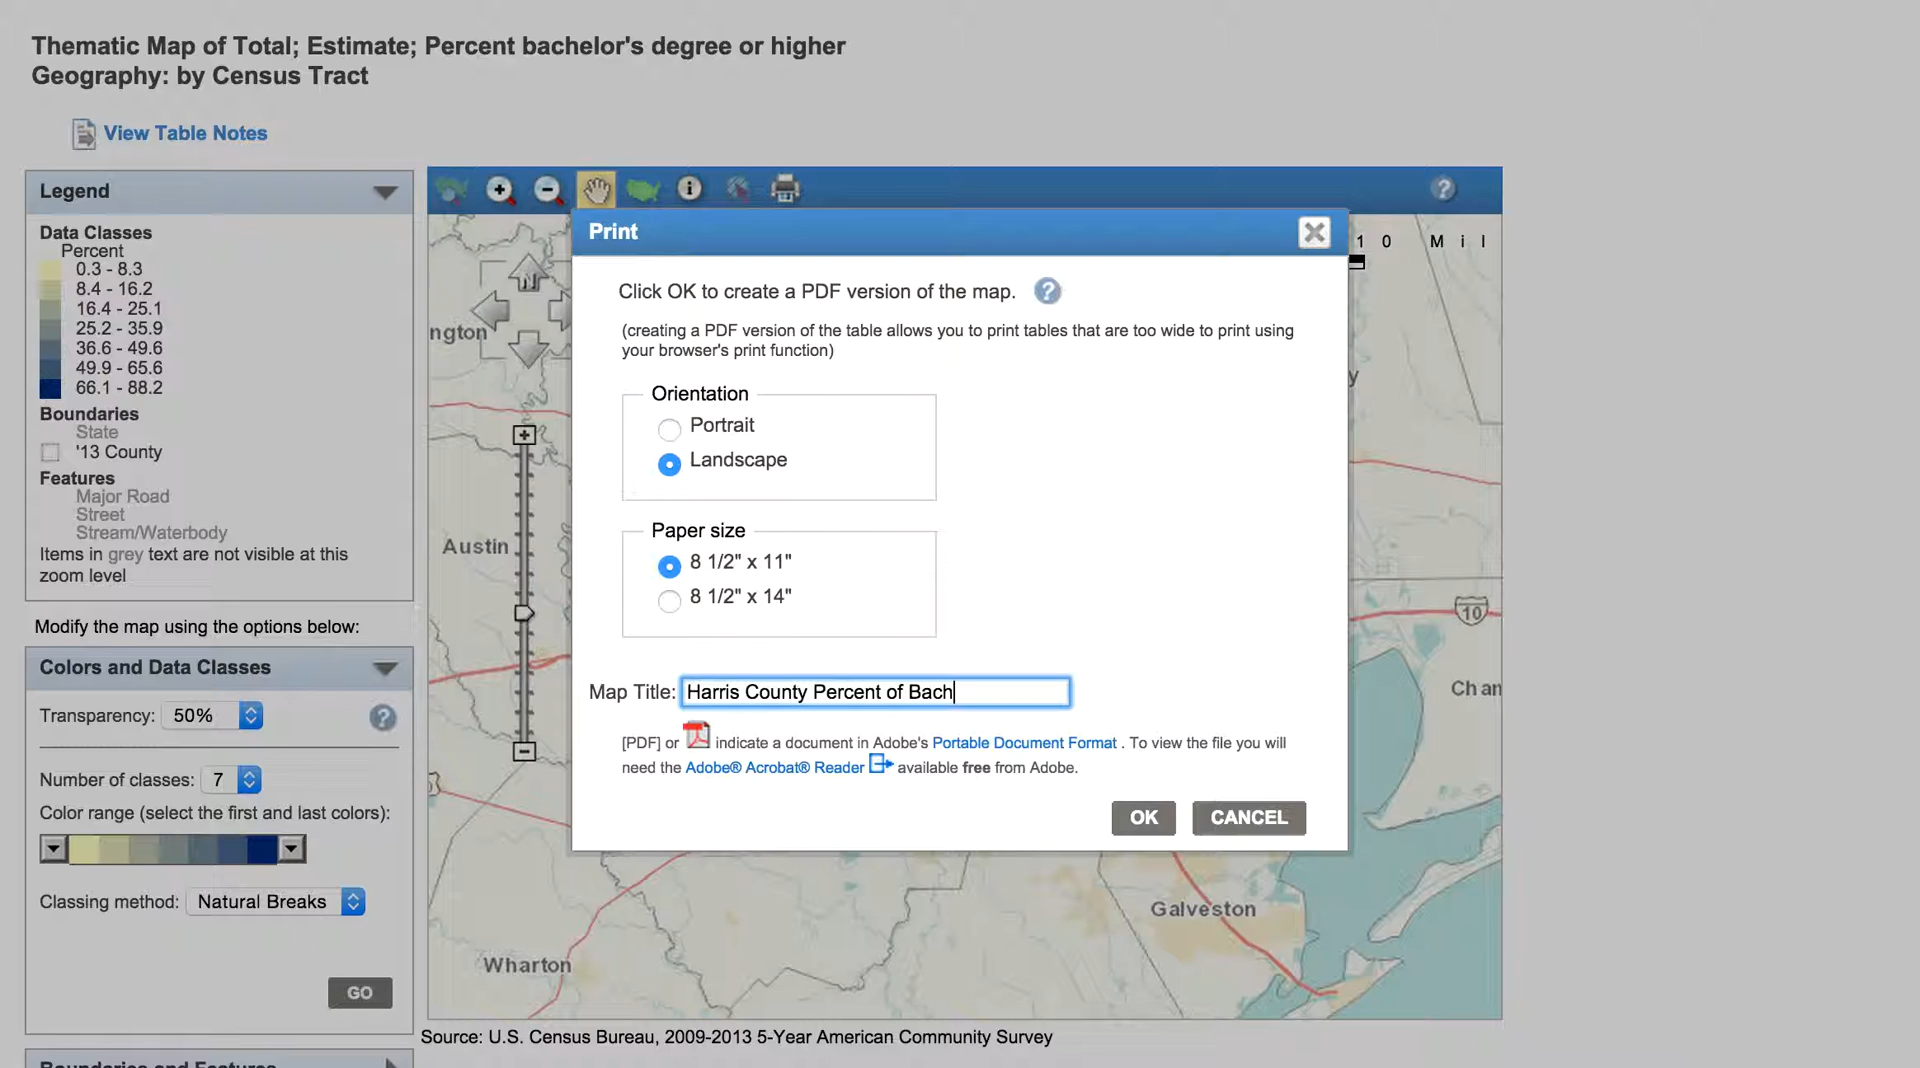 Thematic Map of Total; Estimate; Percent bachelor's degree or higher
Geography: by Census Tract
View Table Notes
Legend
Data Classes
Percent
0.3 - 8.3
8.4 - 16.2
16.4 - 25.1
25.2 - 35.9
36.6 - 49.6
49.9 - 65.6
66.1 - 88.2
Boundaries
State
'13 County
Features
Major Road
Street
Stream/Waterbody
Items in grey text are not visible at this
zoom level
Modify the map using the options below:
Colors and Data Classes
Transparency: 50%
Number of classes: 7
Color range (select the first and last colors):
Classing method: Natural Breaks
GO
Boundaries and Features
10 Mil
ngton
Austin
Wharton
Galveston
10
Chan
y
Print
Click OK to create a PDF version of the map.
(creating a PDF version of the table allows you to print tables that are too wide to print using
your browser's print function)
Orientation
Portrait
Landscape
Paper size
8 1/2" x 11"
8 1/2" x 14"
Map Title: Harris County Percent of Bach
[PDF] or indicate a document in Adobe's Portable Document Format . To view the file you will
need the Adobe® Acrobat® Reader available free from Adobe.
OK
CANCEL
Source: U.S. Census Bureau, 2009-2013 5-Year American Community Survey